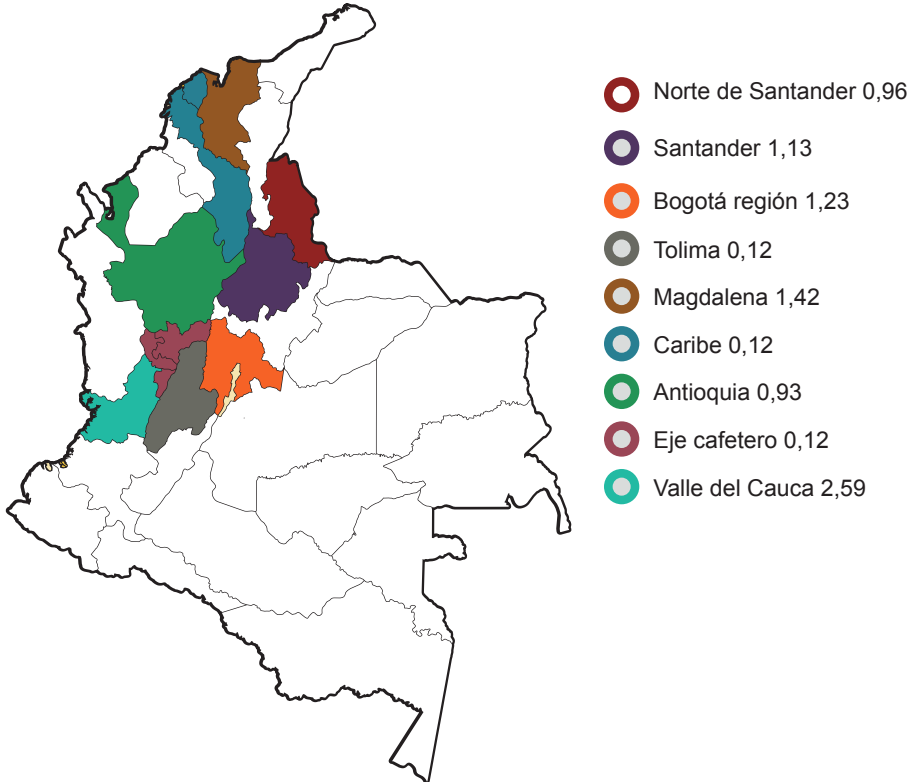 Norte de Santander 0,96
Santander 1,13
Bogotá región 1,23
Tolima 0,12
Magdalena 1,42
Caribe 0,12
Antioquia 0,93
Eje cafetero 0,12
Valle del Cauca 2,59